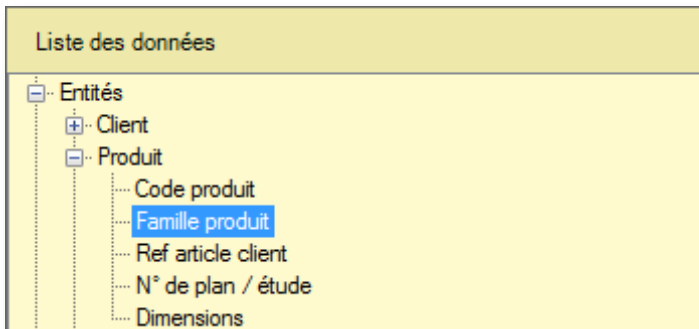 Liste des données
Entités
Client
Produit
Code produit
Famille produit
Ref article client
N° de plan / étude
Dimensions